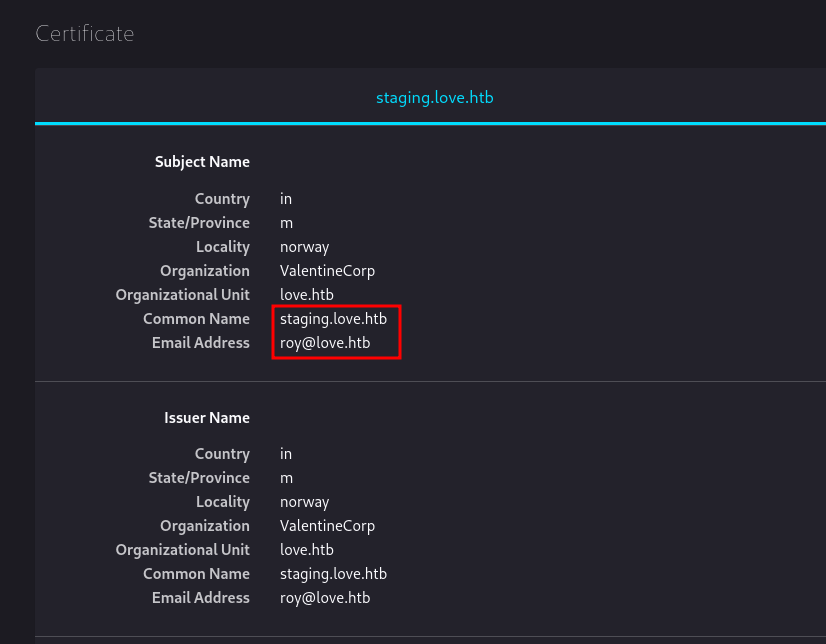 Certificate
staging.love.htb
Subject Name
Country in
State/Province m
Locality norway
Organization ValentineCorp
Organizational Unit love.htb
Common Name staging.love.htb
Email Address roy@love.htb
Issuer Name
Country in
State/Province m
Locality norway
Organization ValentineCorp
Organizational Unit love.htb
Common Name staging.love.htb
Email Address roy@love.htb